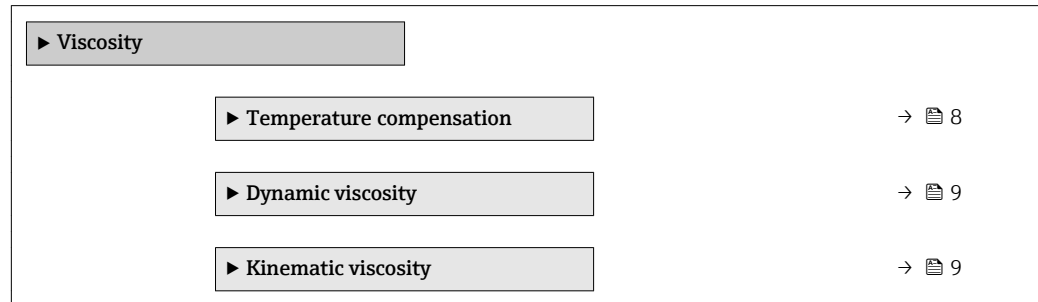 ▶ Viscosity
▶ Temperature compensation → 🖹 8
▶ Dynamic viscosity → 🖹 9
▶ Kinematic viscosity → 🖹 9